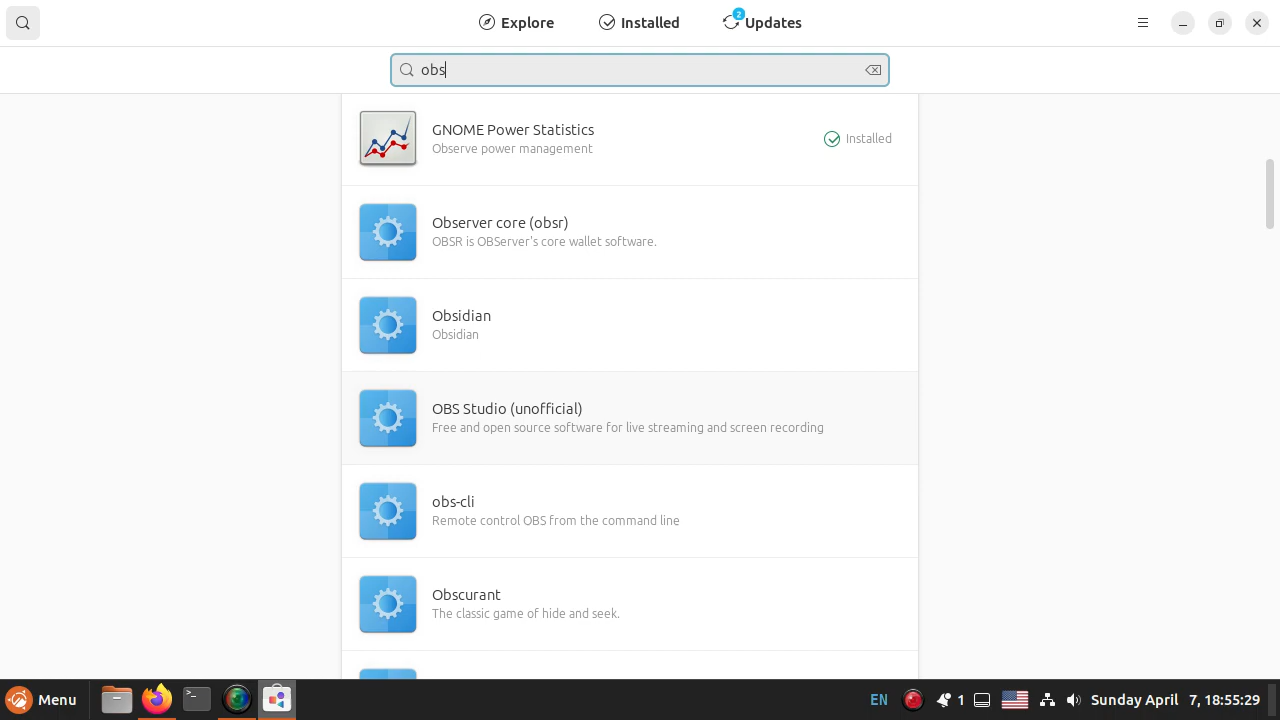 Explore
Installed
2
Updates
obs
GNOME Power Statistics
Observe power management
Installed
Observer core (obsr)
OBSR is OBServer's core wallet software.
Obsidian
Obsidian
OBS Studio (unofficial)
Free and open source software for live streaming and screen recording
obs-cli
Remote control OBS from the command line
Obscurant
The classic game of hide and seek.
Menu
>_
EN
1
Sunday April 7, 18:55:29